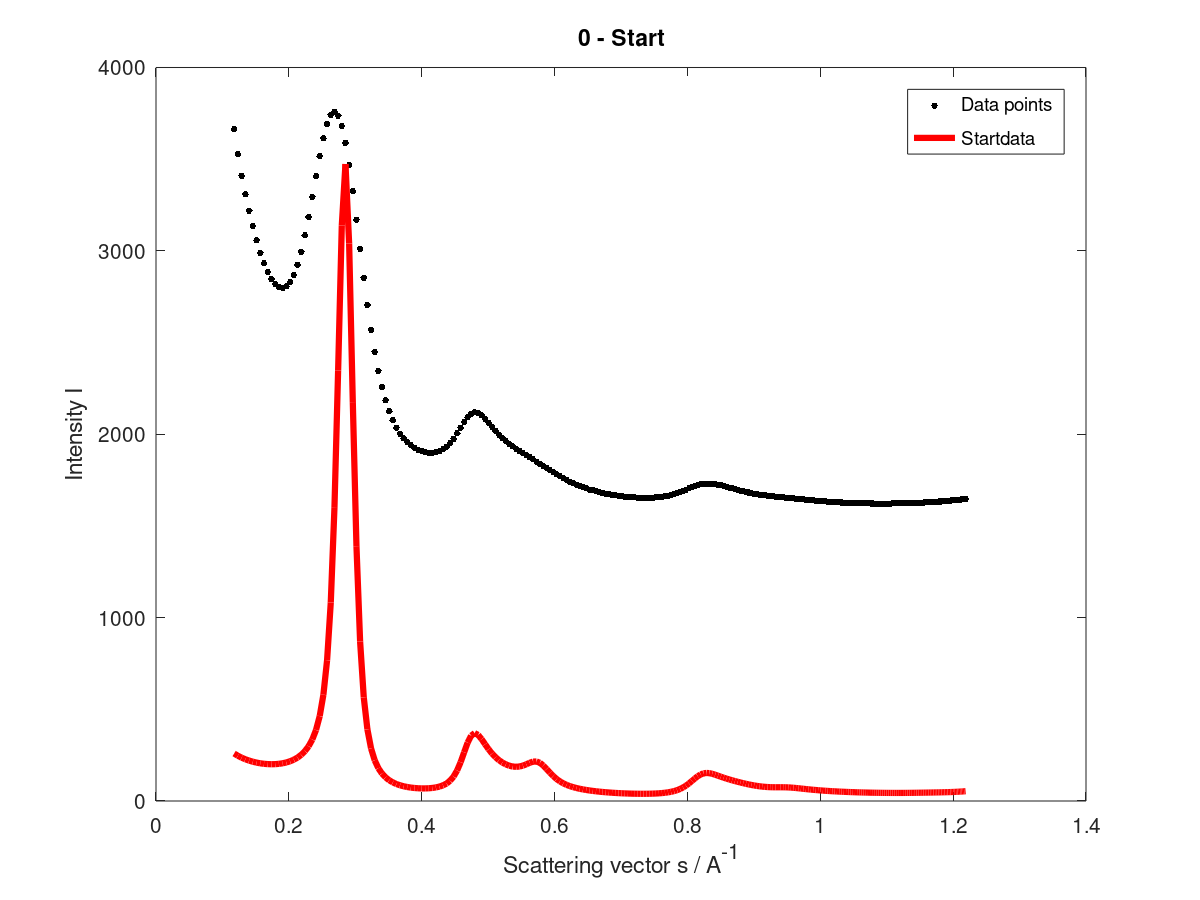 0 - Start
4000
3000
2000
1000
0
Intensity I
Data points
Startdata
0 0.2 0.4 0.6 0.8 1 1.2 1.4
Scattering vector s / A^-1